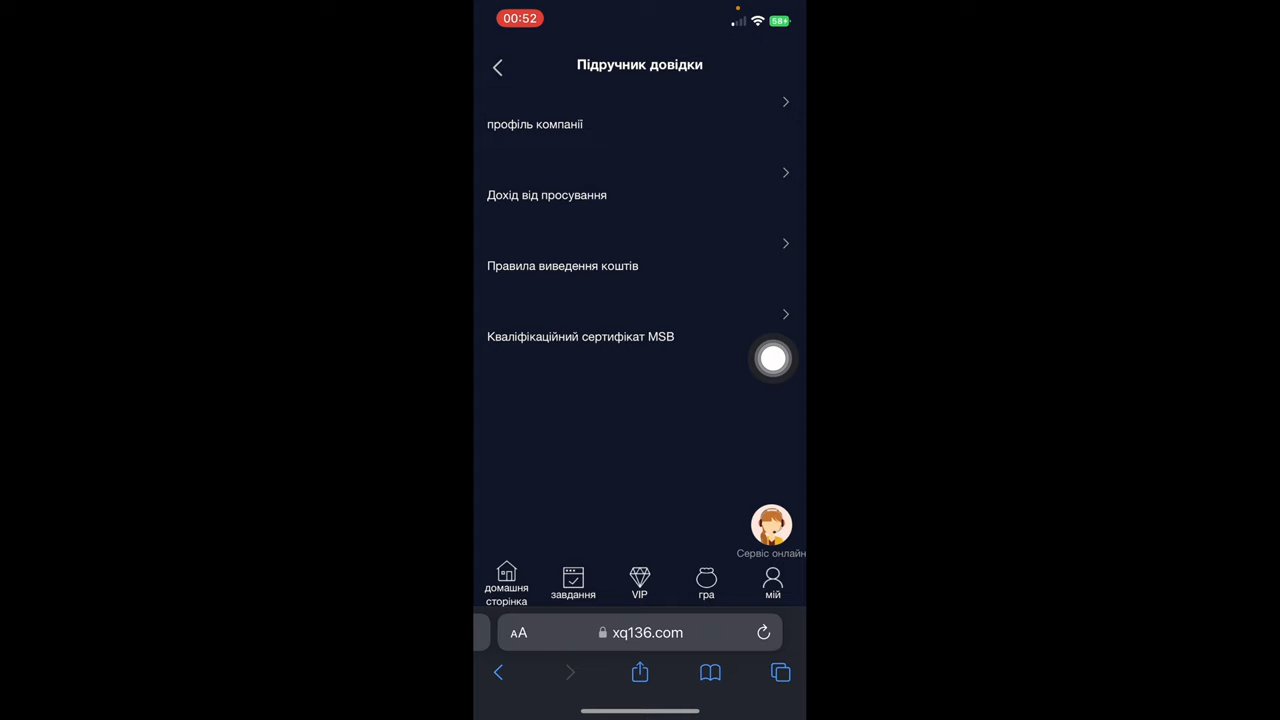 00:52
58+
Підручник довідки
профіль компанії
Дохід від просування
Правила виведення коштів
Кваліфікаційний сертифікат MSB
Сервіс онлайн
домашня
сторінка
завдання
VIP
гра
мій
AA
xq136.com